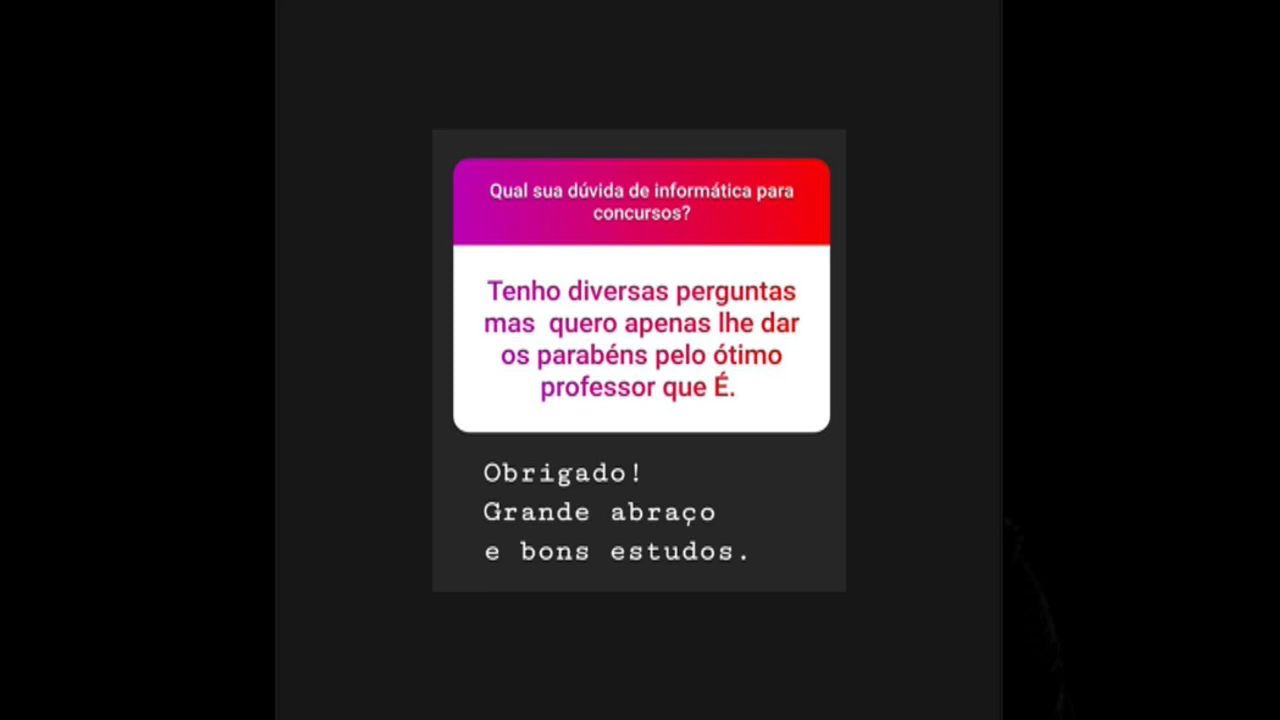 Qual sua dúvida de informática para
concursos?
Tenho diversas perguntas
mas  quero apenas lhe dar
os parabéns pelo ótimo
professor que É.
Obrigado!
Grande abraço
e bons estudos.